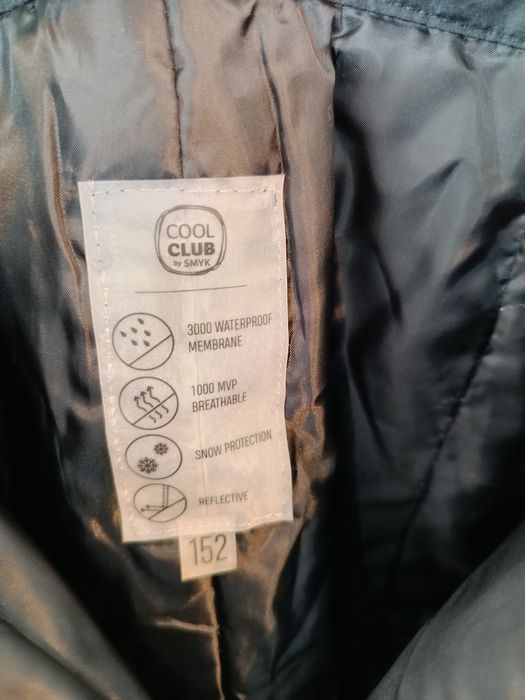 COOL
CLUB
by SMYK
3000 WATERPROOF
MEMBRANE
1000 MVP
BREATHABLE
SNOW PROTECTION
REFLECTIVE
152